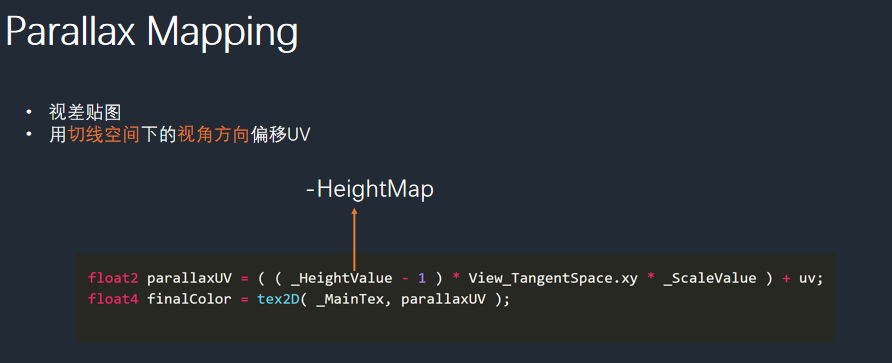 Parallax Mapping
• 视差贴图
• 用切线空间下的视角方向偏移UV
-HeightMap
float2 parallaxUV = ( ( _HeightValue - 1 ) * View_TangentSpace.xy * _ScaleValue ) + uv;
float4 finalColor = tex2D( _MainTex, parallaxUV );